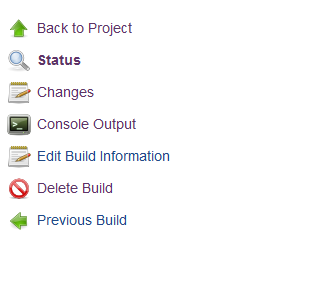 Back to Project
Status
Changes
Console Output
Edit Build Information
Delete Build
Previous Build